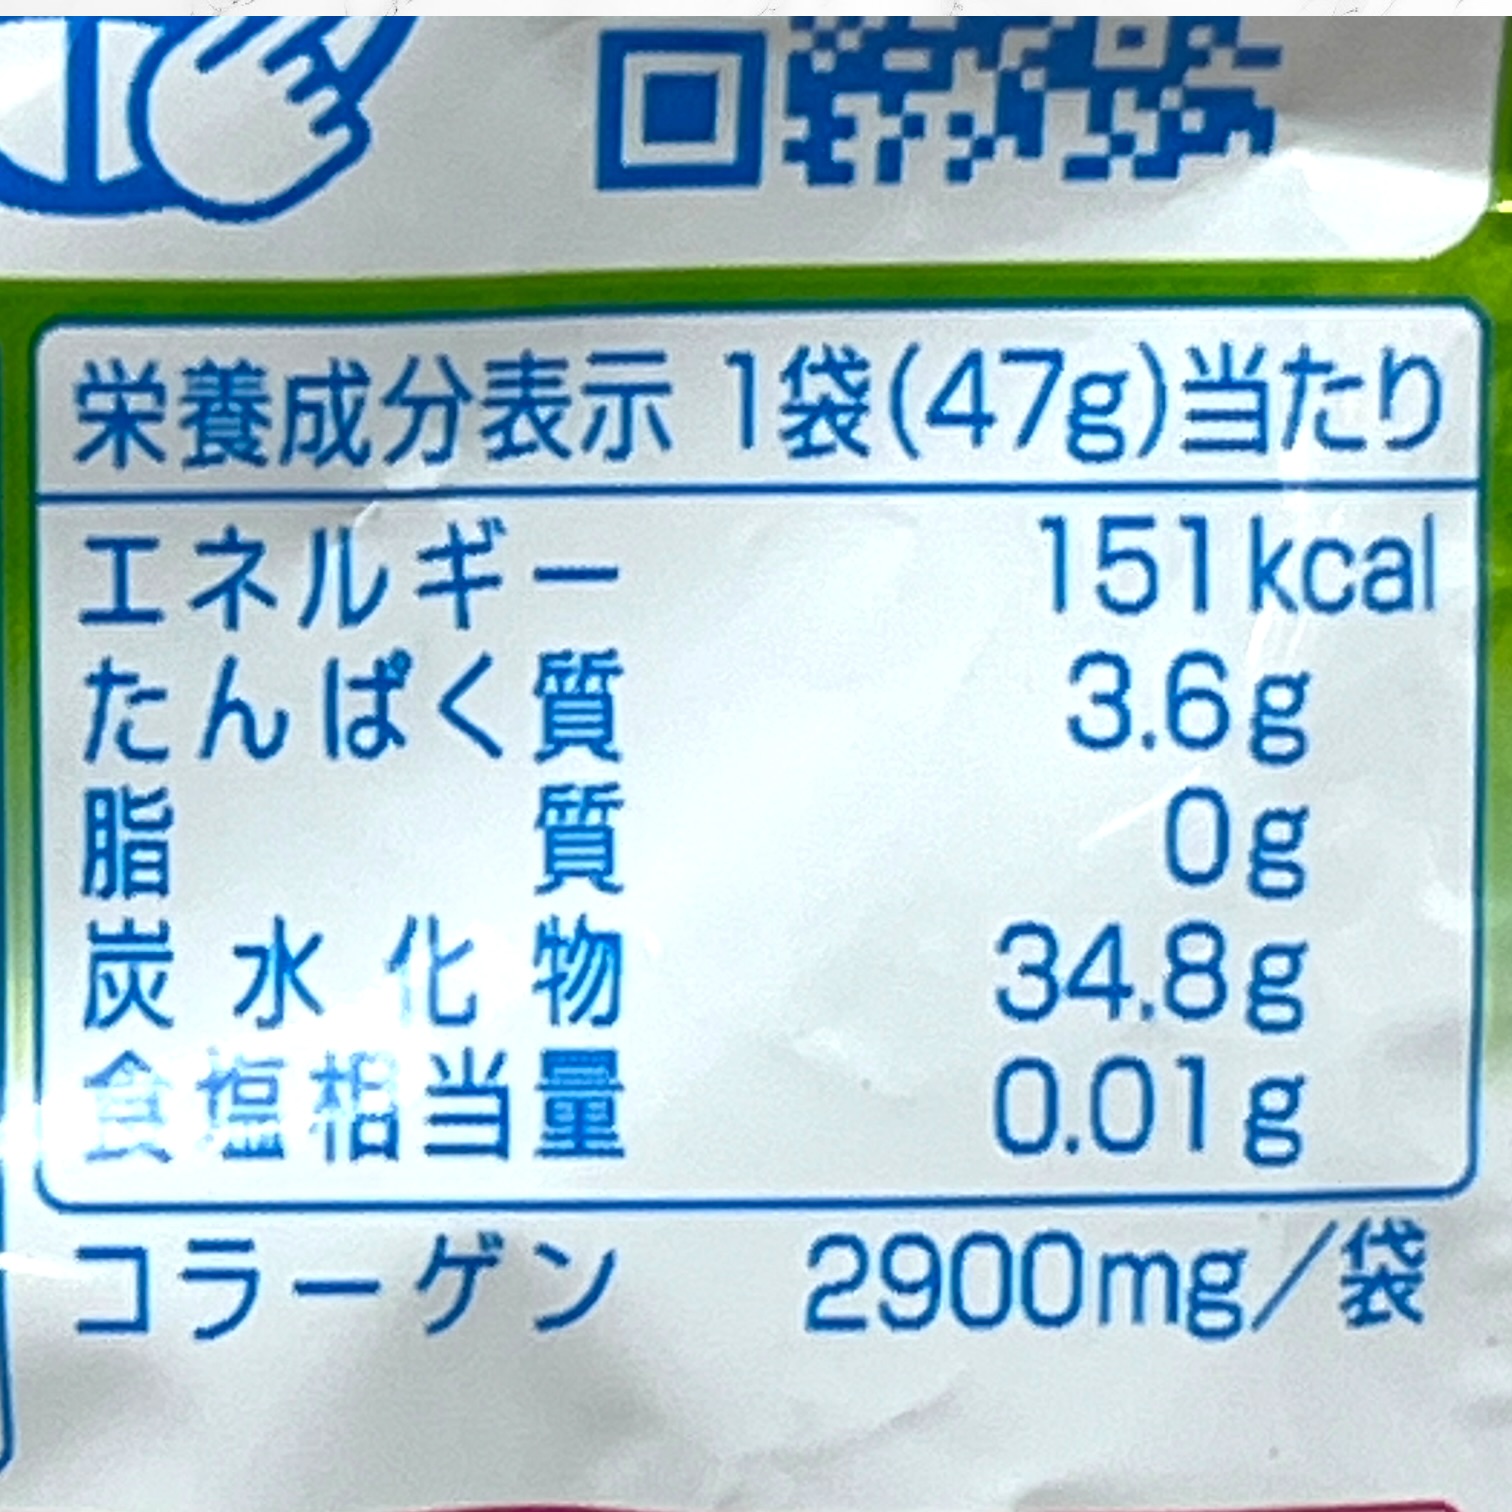 栄養成分表示 1袋(47g)当たり
エネルギー 151kcal
たんぱく質 3.6g
脂質 0g
炭水化物 34.8g
食塩相当量 0.01g
コラーゲン 2900mg/袋